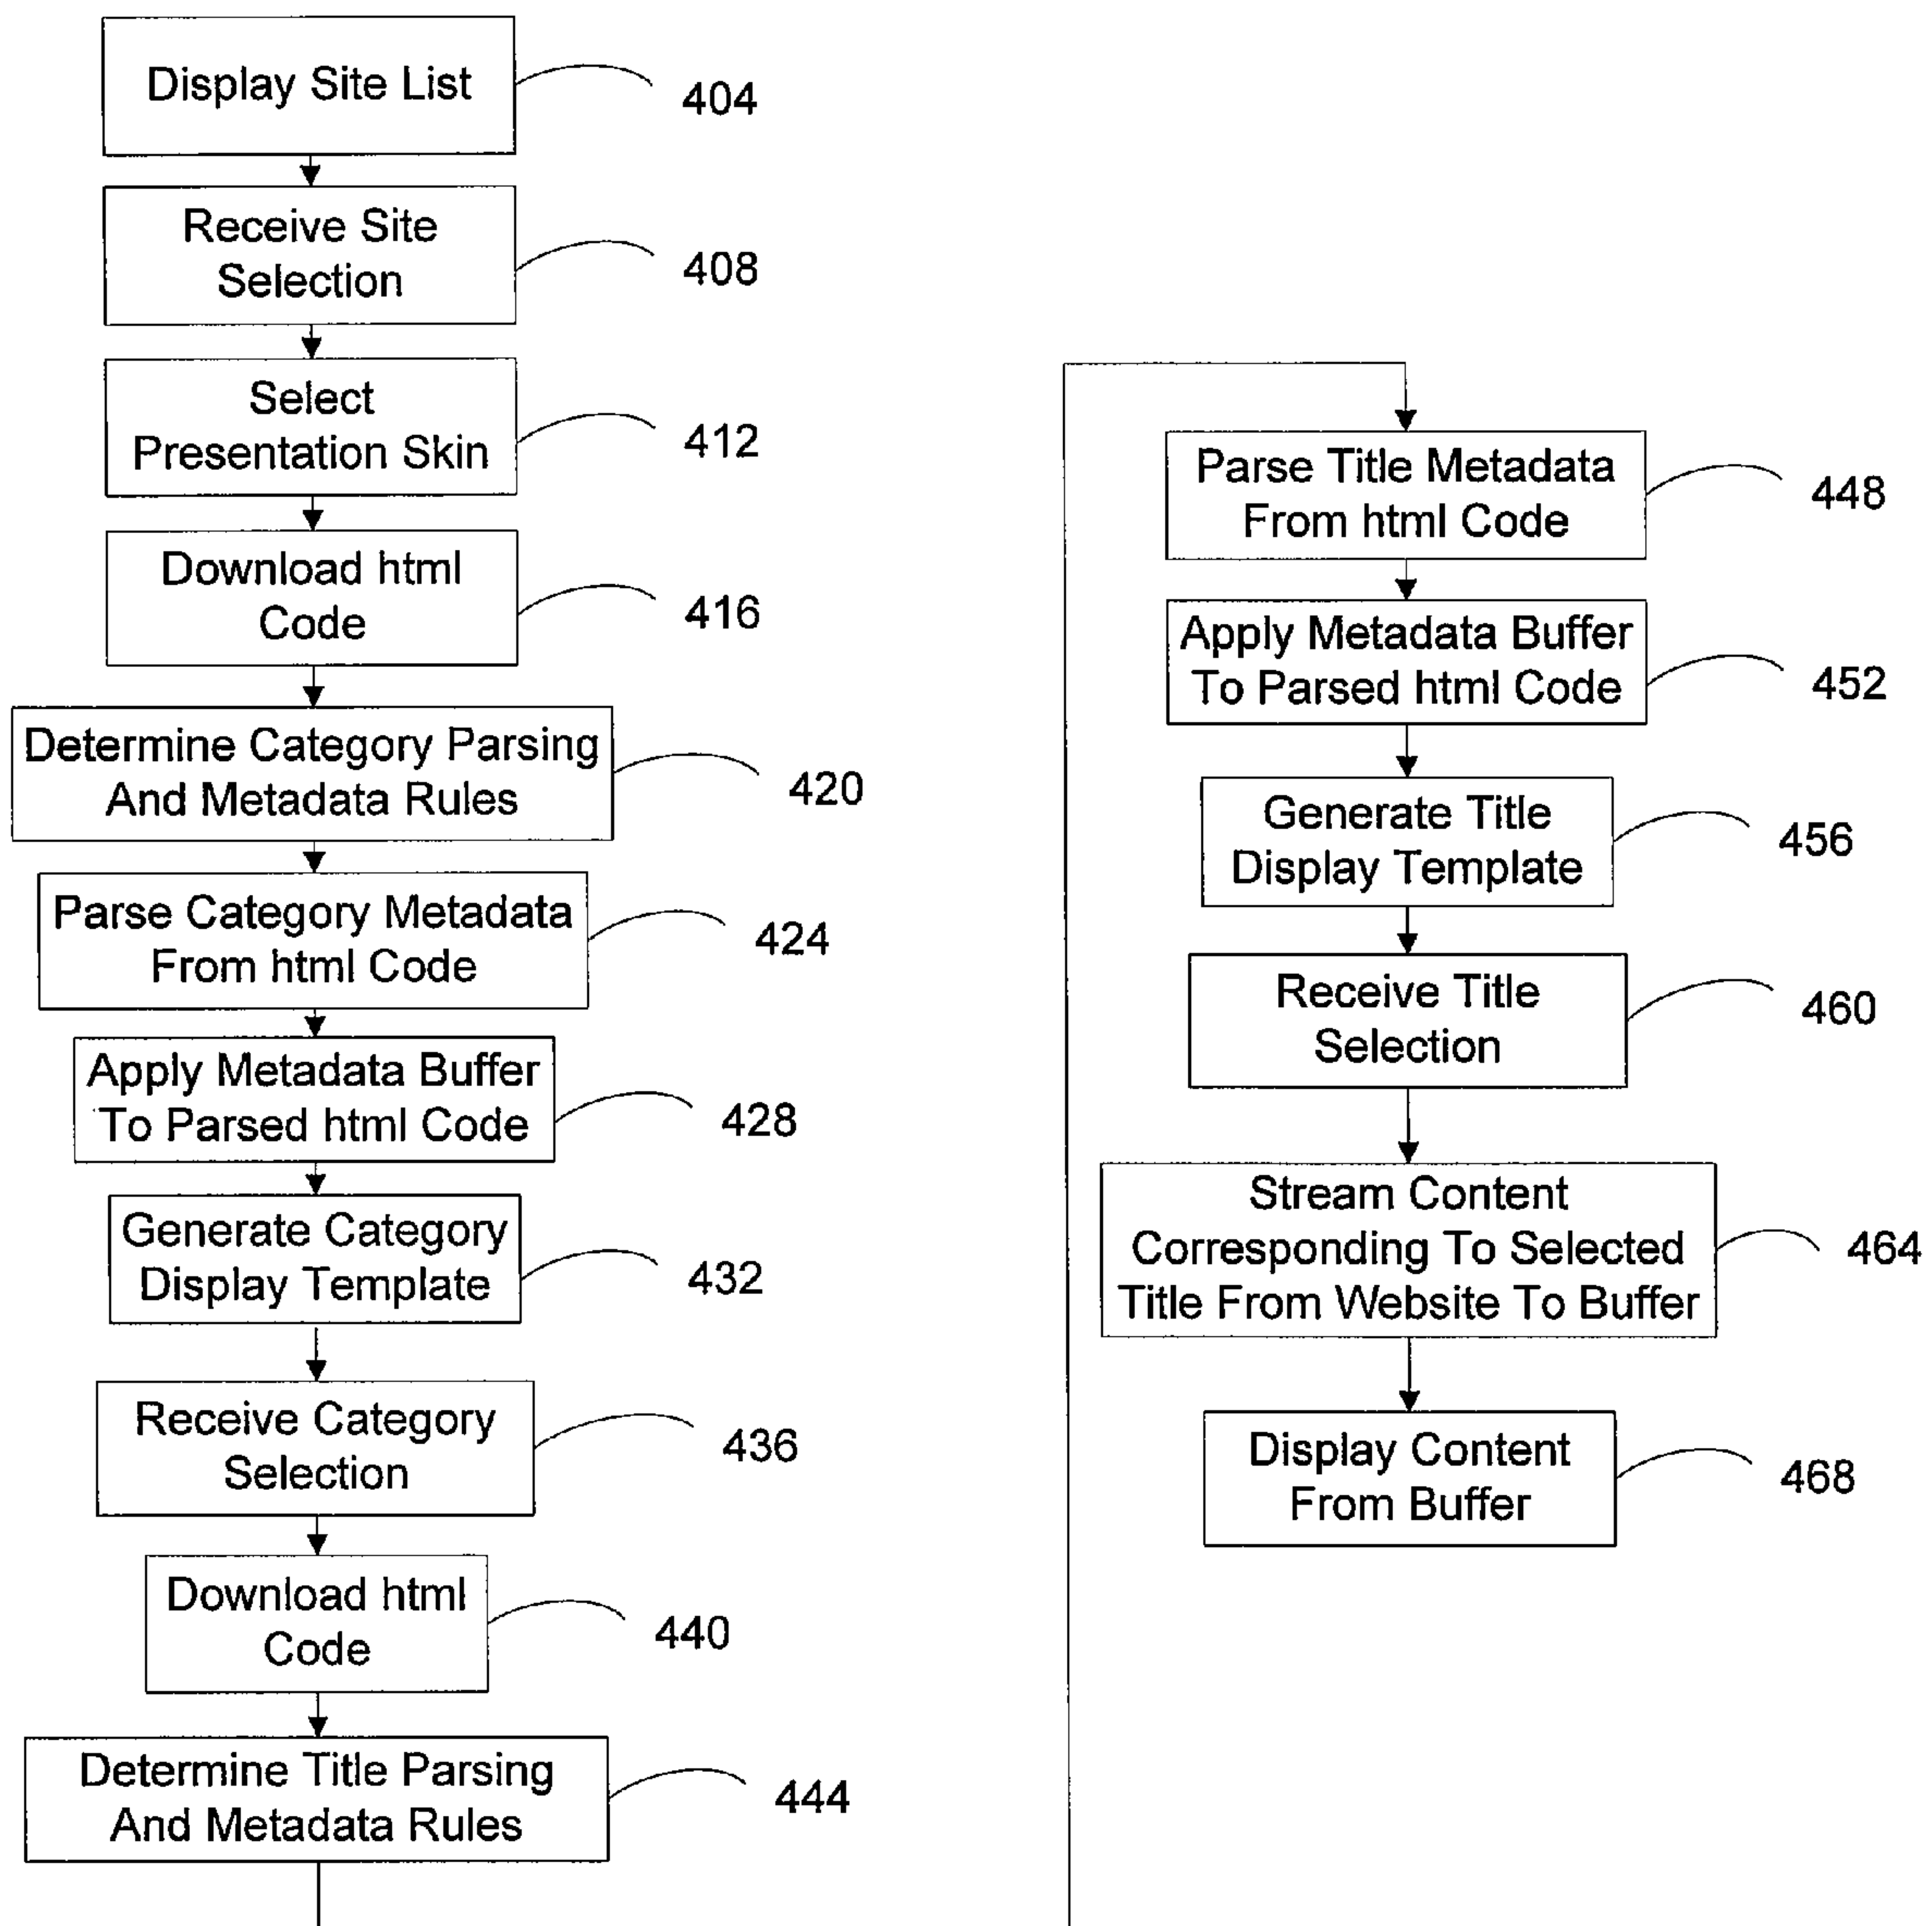 Display Site List
404
Receive Site
Selection
408
Select
Presentation Skin
412
Download html
Code
416
Determine Category Parsing
And Metadata Rules
420
Parse Category Metadata
From html Code
424
Apply Metadata Buffer
To Parsed html Code
428
Generate Category
Display Template
432
Receive Category
Selection
436
Download html
Code
440
Determine Title Parsing
And Metadata Rules
444
Parse Title Metadata
From html Code
448
Apply Metadata Buffer
To Parsed html Code
452
Generate Title
Display Template
456
Receive Title
Selection
460
Stream Content
Corresponding To Selected
Title From Website To Buffer
464
Display Content
From Buffer
468